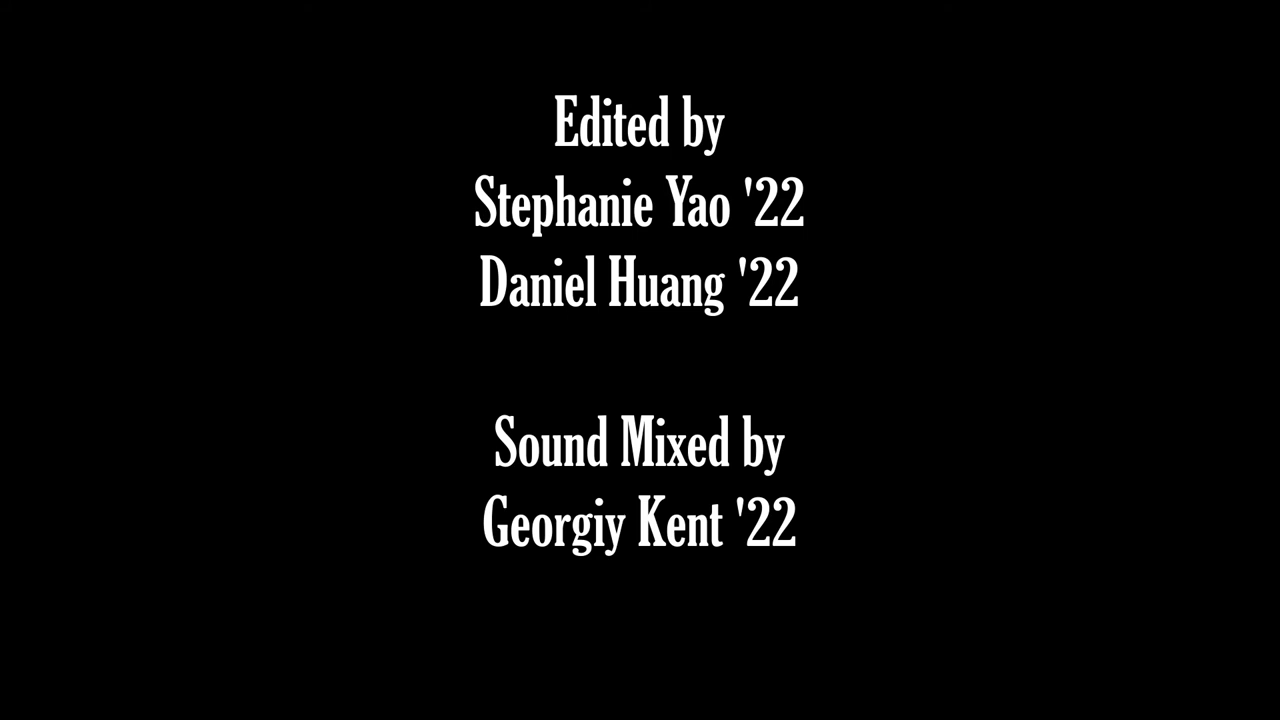 Edited by
Stephanie Yao '22
Daniel Huang '22
Sound Mixed by
Georgiy Kent '22